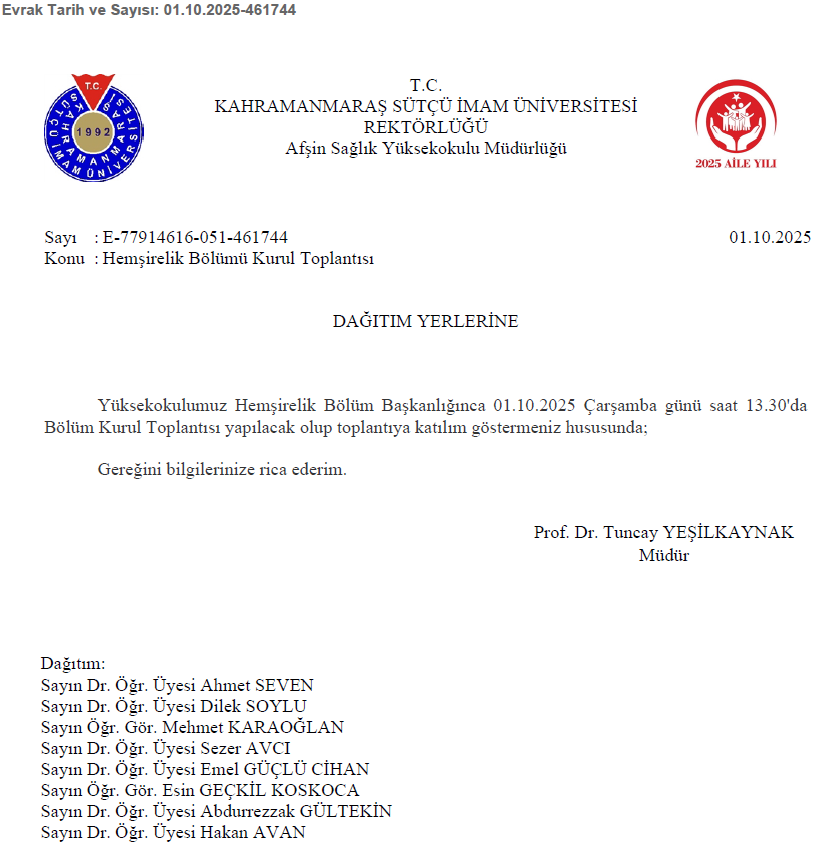 Evrak Tarih ve Sayısı: 01.10.2025-461744
T.C.
KAHRAMANMARAŞ SÜTÇÜ İMAM ÜNİVERSİTESİ
REKTÖRLÜĞÜ
Afşin Sağlık Yüksekokulu Müdürlüğü
T.C.
KAHRAMANMARAŞ SÜTÇÜ İMAM ÜNİVERSİTESİ
1992
2025 AİLE YILI
Sayı : E-77914616-051-461744 01.10.2025
Konu : Hemşirelik Bölümü Kurul Toplantısı
DAĞITIM YERLERİNE
Yüksekokulumuz Hemşirelik Bölüm Başkanlığınca 01.10.2025 Çarşamba günü saat 13.30'da
Bölüm Kurul Toplantısı yapılacak olup toplantıya katılım göstermeniz hususunda;
Gereğini bilgilerinize rica ederim.
Prof. Dr. Tuncay YEŞİLKAYNAK
Müdür
Dağıtım:
Sayın Dr. Öğr. Üyesi Ahmet SEVEN
Sayın Dr. Öğr. Üyesi Dilek SOYLU
Sayın Öğr. Gör. Mehmet KARAOĞLAN
Sayın Dr. Öğr. Üyesi Sezer AVCI
Sayın Dr. Öğr. Üyesi Emel GÜÇLÜ CİHAN
Sayın Öğr. Gör. Esin GEÇKİL KOSKOCA
Sayın Dr. Öğr. Üyesi Abdurrezzak GÜLTEKİN
Sayın Dr. Öğr. Üyesi Hakan AVAN